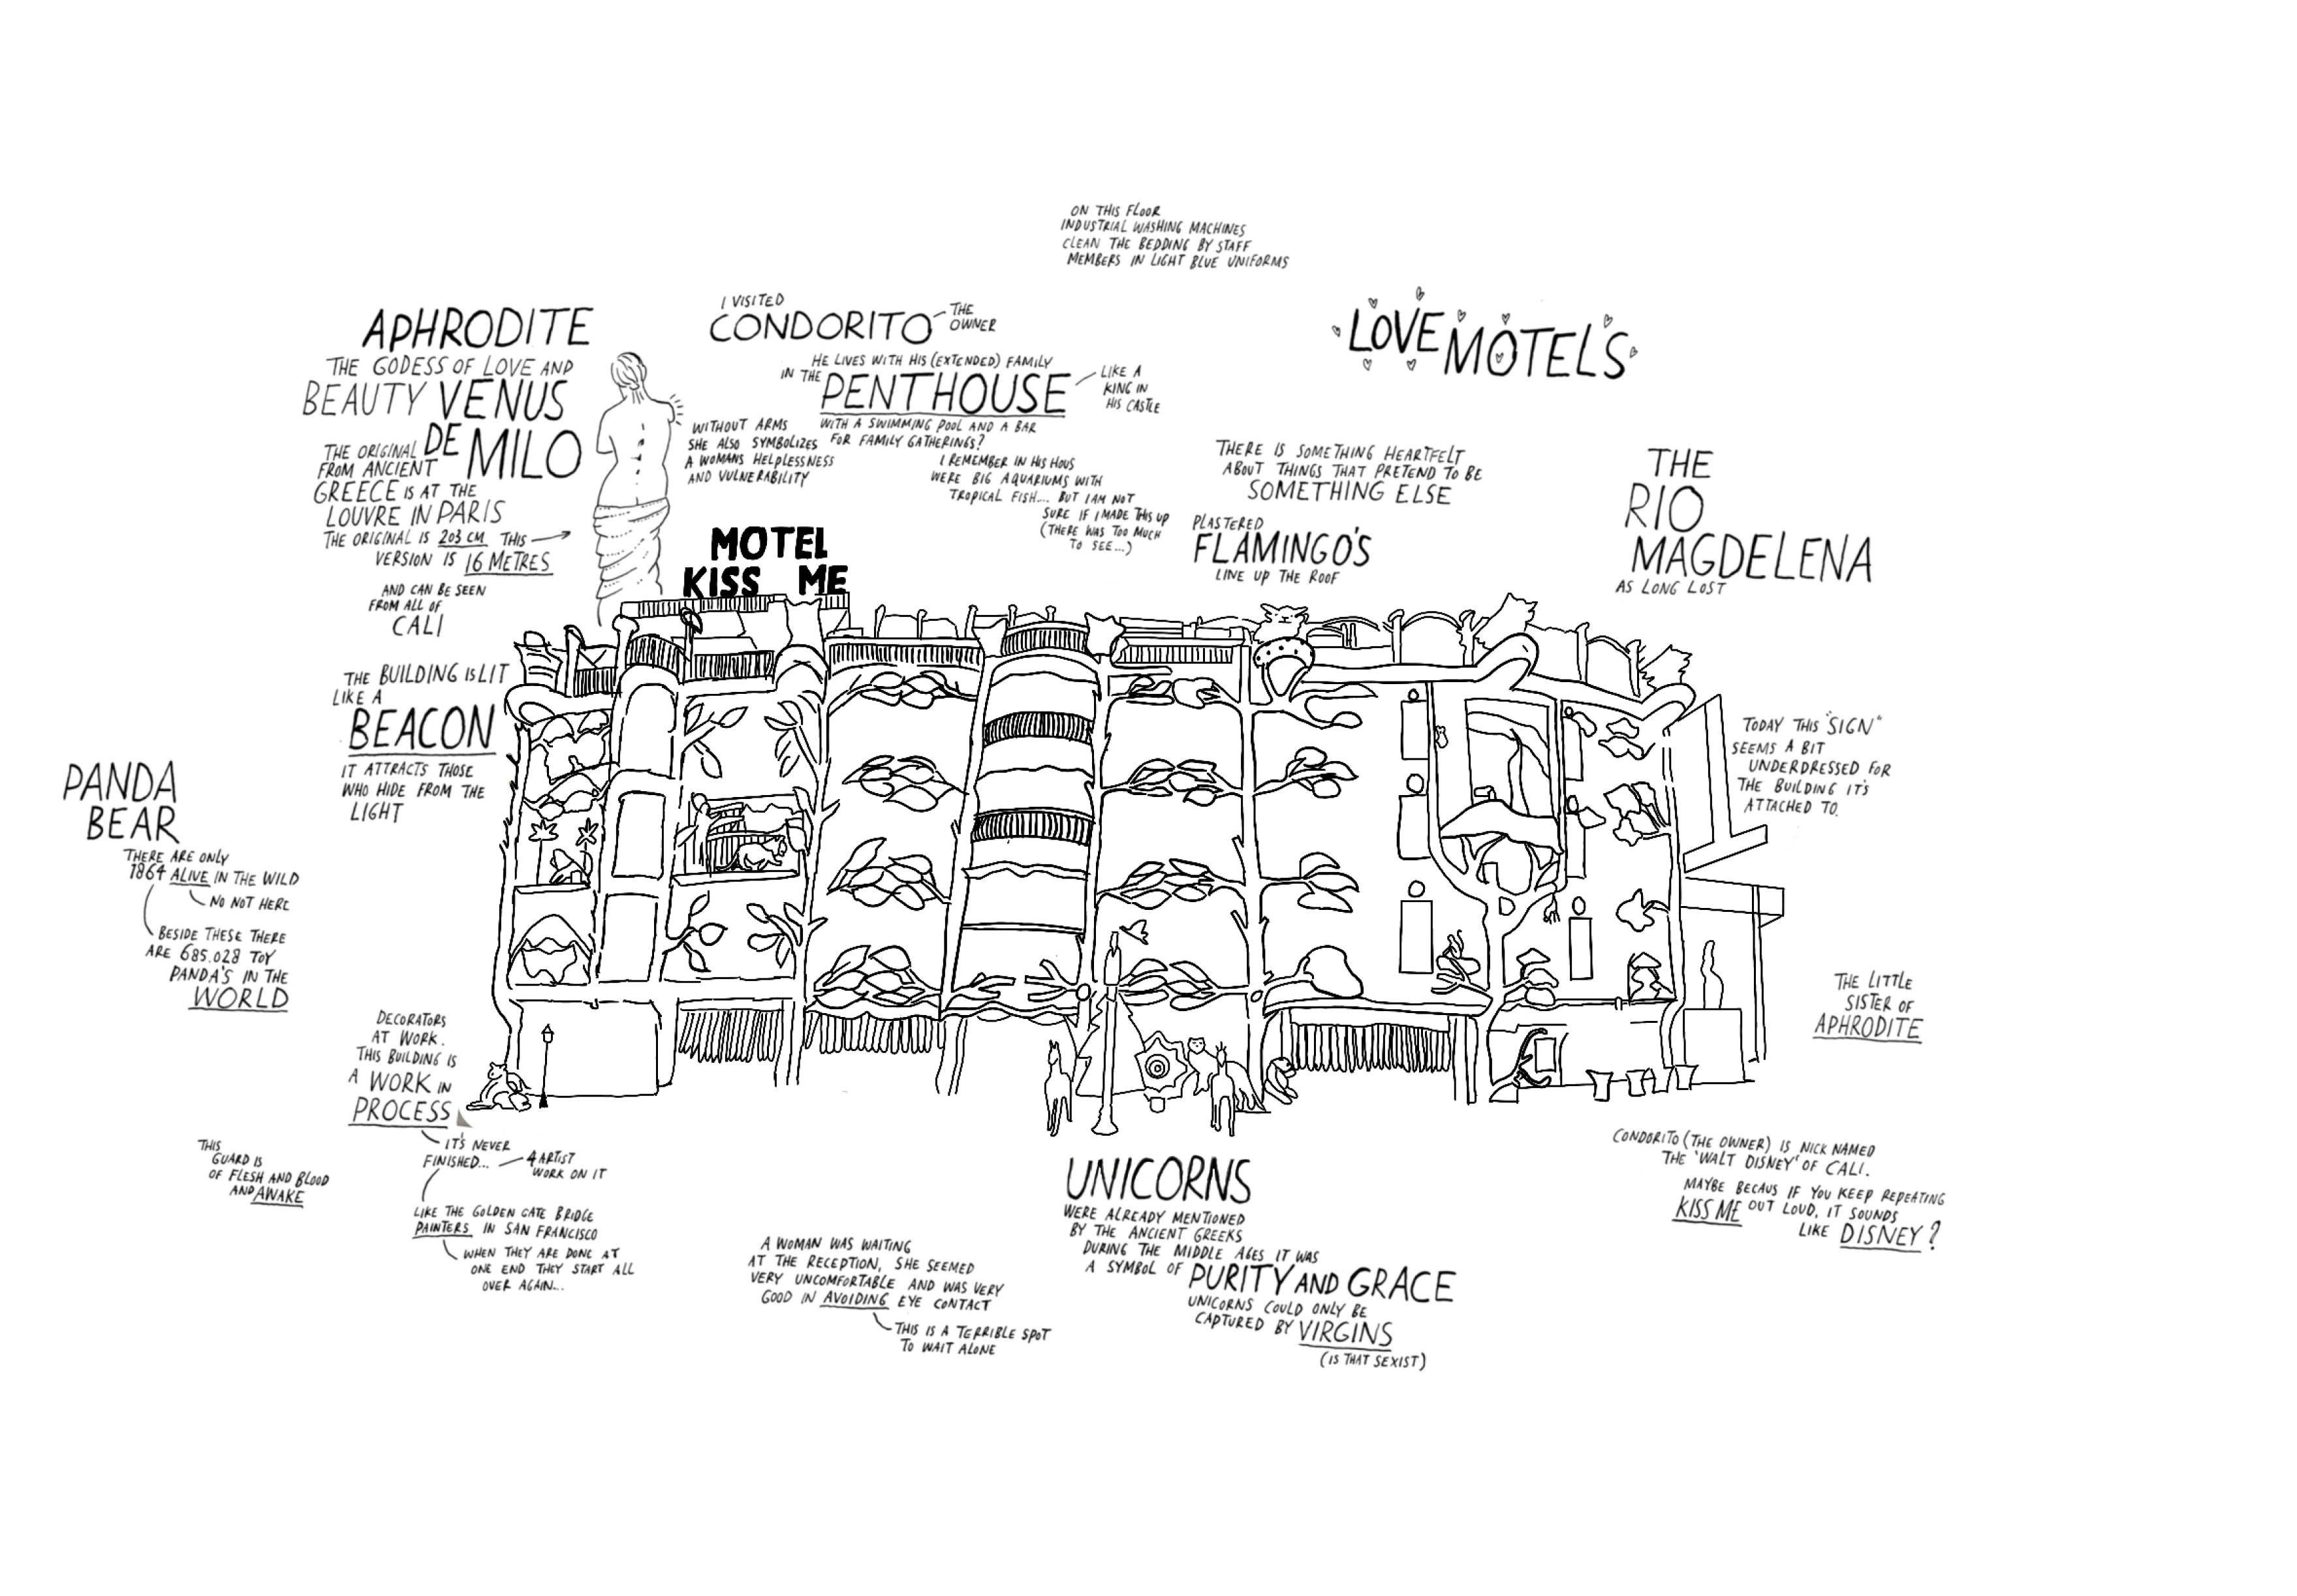 ON THIS FLOOR
INDUSTRIAL WASHING MACHINES
CLEAN THE BEDDING BY STAFF
MEMBERS IN LIGHT BLUE UNIFORMS
APHRODITE
THE GODESS OF LOVE AND
BEAUTY VENUS
DE MILO
THE ORIGINAL
FROM ANCIENT
GREECE IS AT THE
LOUVRE IN PARIS
THE ORIGINAL IS 203 CM THIS
VERSION IS 16 METRES
AND CAN BE SEEN
FROM ALL OF
CALI
WITHOUT ARMS
SHE ALSO SYMBOLIZES
A WOMANS HELPLESSNESS
AND VULNERABILITY
I VISITED
CONDORITO THE
OWNER
HE LIVES WITH HIS (EXTENDED) FAMILY
IN THE PENTHOUSE
LIKE A
KING IN
HIS CASTLE
WITH A SWIMMING POOL AND A BAR
FOR FAMILY GATHERINGS?
I REMEMBER IN HIS HOUS
WERE BIG AQUARIUMS WITH
TROPICAL FISH.... BUT I AM NOT
SURE IF I MADE THIS UP
(THERE WAS TOO MUCH
TO SEE...)
LOVE MOTELS
THERE IS SOMETHING HEARTFELT
ABOUT THINGS THAT PRETEND TO BE
SOMETHING ELSE
PLASTERED
FLAMINGO'S
LINE UP THE ROOF
THE
RIO
MAGDELENA
AS LONG LOST
MOTEL
KISS ME
THE BUILDING IS LIT
LIKE A
BEACON
IT ATTRACTS THOSE
WHO HIDE FROM THE
LIGHT
TODAY THIS "SIGN"
SEEMS A BIT
UNDERDRESSED FOR
THE BUILDING IT'S
ATTACHED TO.
PANDA
BEAR
THERE ARE ONLY
1864 ALIVE IN THE WILD
NO NOT HERE
BESIDE THESE THERE
ARE 685.028 TOY
PANDA'S IN THE
WORLD
THE LITTLE
SISTER OF
APHRODITE
DECORATORS
AT WORK.
THIS BUILDING IS
A WORK IN
PROCESS
IT'S NEVER
FINISHED...
4 ARTIST
WORK ON IT
LIKE THE GOLDEN GATE BRIDGE
PAINTERS IN SAN FRANCISCO
WHEN THEY ARE DONE AT
ONE END THEY START ALL
OVER AGAIN...
THIS
GUARD IS
OF FLESH AND BLOOD
AND AWAKE
A WOMAN WAS WAITING
AT THE RECEPTION, SHE SEEMED
VERY UNCOMFORTABLE AND WAS VERY
GOOD IN AVOIDING EYE CONTACT
THIS IS A TERRIBLE SPOT
TO WAIT ALONE
UNICORNS
WERE ALREADY MENTIONED
BY THE ANCIENT GREEKS
DURING THE MIDDLE AGES IT WAS
A SYMBOL OF PURITY AND GRACE
UNICORNS COULD ONLY BE
CAPTURED BY VIRGINS
(IS THAT SEXIST)
CONDORITO (THE OWNER) IS NICK NAMED
THE 'WALT DISNEY' OF CALI.
MAYBE BECAUS IF YOU KEEP REPEATING
KISS ME OUT LOUD, IT SOUNDS
LIKE DISNEY?